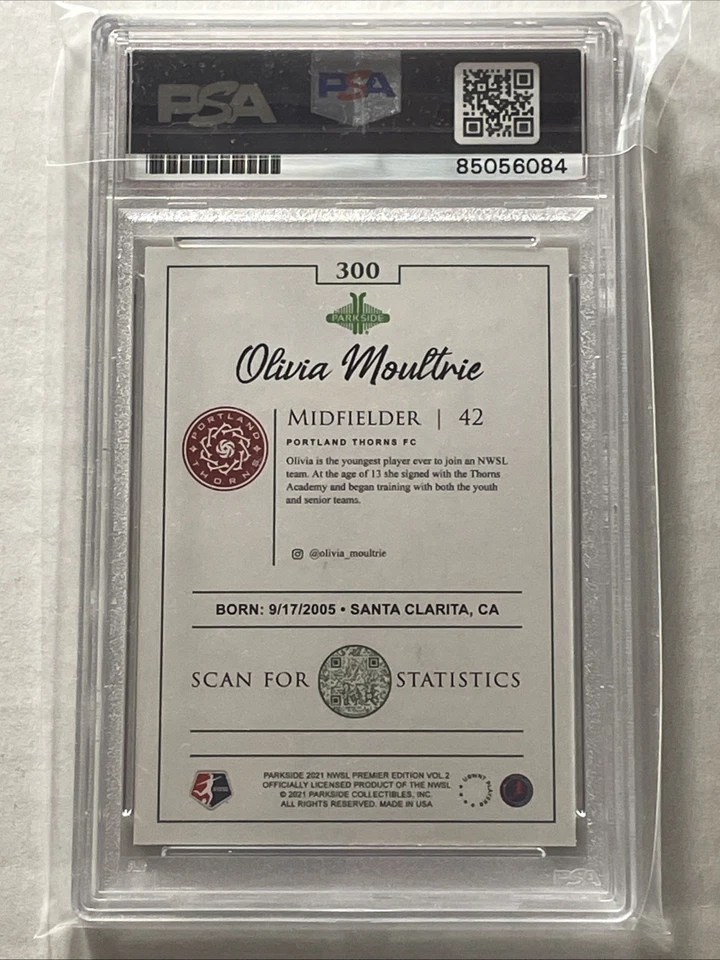 PSA PSA
85056084
300
PARKSIDE
Olivia Moultrie
PORTLAND THORNS
MIDFIELDER | 42
PORTLAND THORNS FC
Olivia is the youngest player ever to join an NWSL
team. At the age of 13 she signed with the Thorns
Academy and began training with both the youth
and senior teams.
@olivia_moultrie
BORN: 9/17/2005 • SANTA CLARITA, CA
SCAN FOR STATISTICS
PARKSIDE 2021 NWSL PREMIER EDITION VOL.2
OFFICIALLY LICENSED PRODUCT OF THE NWSL
© 2021 PARKSIDE COLLECTIBLES, INC.
ALL RIGHTS RESERVED. MADE IN USA
PSA